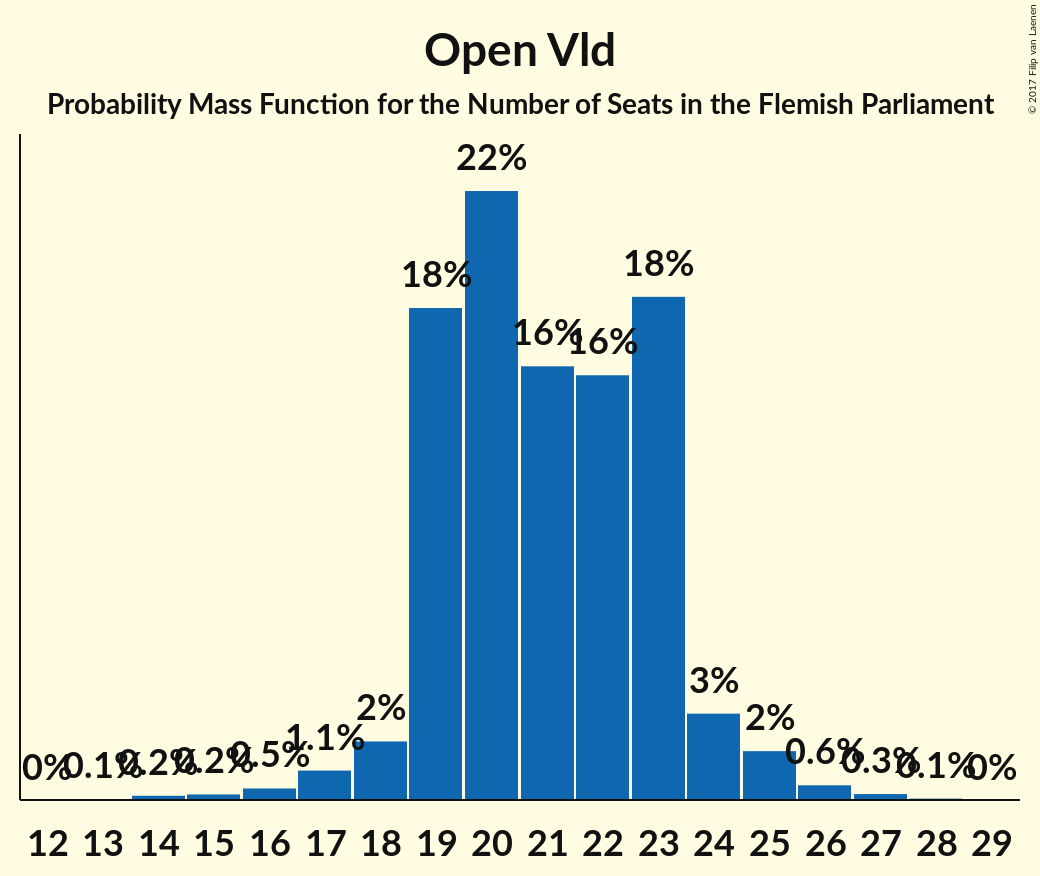 Open Vld
Probability Mass Function for the Number of Seats in the Flemish Parliament
© 2017 Filip van Laenen
0% 0.1% 0.2% 0.2% 0.5% 1.1% 2% 18% 22% 16% 16% 18% 3% 2% 0.6% 0.3% 0.1% 0%
12 13 14 15 16 17 18 19 20 21 22 23 24 25 26 27 28 29